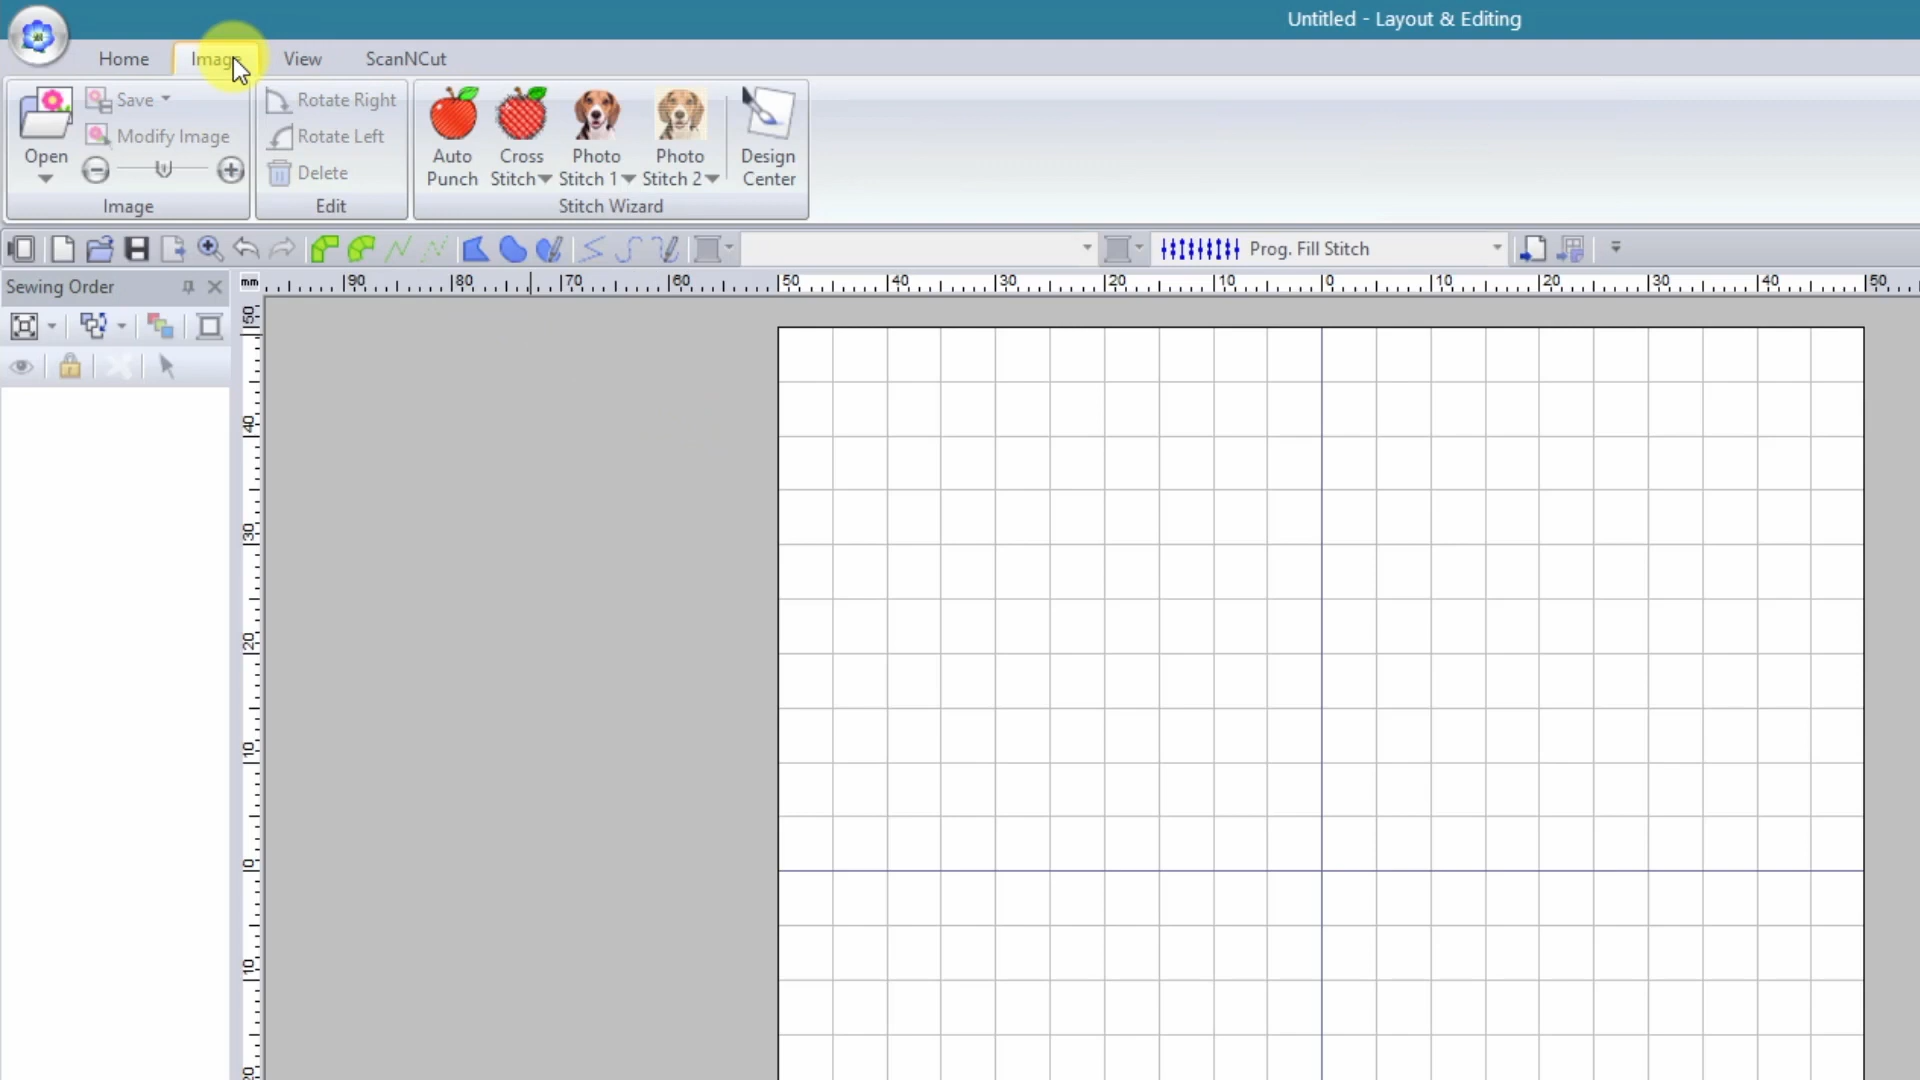 Untitled - Layout & Editing
Home Image View ScanNCut
Open
Save
Modify Image
Image
Rotate Right
Rotate Left
Delete
Edit
Auto Punch
Cross Stitch
Photo Stitch 1
Photo Stitch 2
Design Center
Stitch Wizard
Prog. Fill Stitch
Sewing Order
mm 90 80 70 60 50 40 30 20 10 0 10 20 30 40 50
50
40
30
20
10
0
10
20